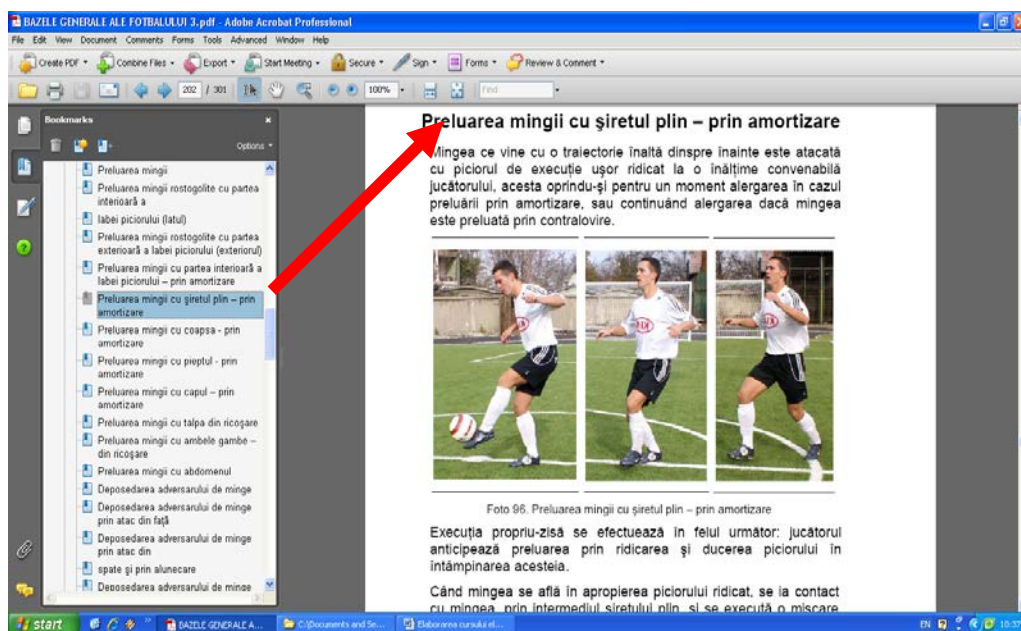 BAZELE GENERALE ALE FOTBALULUI 3.pdf - Adobe Acrobat Professional
File Edit View Document Comments Forms Tools Advanced Window Help
Create PDF Combine Files Export Start Meeting Secure Sign Forms Review & Comment
202 / 301 100% Find
Bookmarks
Options
Preluarea mingii
Preluarea mingii rostogolite cu partea
interioară a
labei piciorului (latul)
Preluarea mingii rostogolite cu partea
exterioară a labei piciorului (exteriorul)
Preluarea mingii cu partea interioară a
labei piciorului – prin amortizare
Preluarea mingii cu şiretul plin – prin
amortizare
Preluarea mingii cu coapsa - prin
amortizare
Preluarea mingii cu pieptul - prin
amortizare
Preluarea mingii cu capul – prin
amortizare
Preluarea mingii cu talpa din ricoşare
Preluarea mingii cu ambele gambe –
din ricoşare
Preluarea mingii cu abdomenul
Deposedarea adversarului de minge
Deposedarea adversarului de minge
prin atac din faţă
Deposedarea adversarului de minge
prin atac din
spate şi prin alunecare
Deposedarea adversarului de minge
Preluarea mingii cu şiretul plin – prin amortizare
Mingea ce vine cu o traiectorie înaltă dinspre înainte este atacată
cu piciorul de execuţie uşor ridicat la o înălţime convenabilă
jucătorului, acesta oprindu-şi pentru un moment alergarea în cazul
preluării prin amortizare, sau continuând alergarea dacă mingea
este preluată prin contralovire.
Foto 96. Preluarea mingii cu şiretul plin – prin amortizare
Execuţia propriu-zisă se efectuează în felul următor: jucătorul
anticipează preluarea prin ridicarea şi ducerea piciorului în
întâmpinarea acesteia.
Când mingea se află în apropierea piciorului ridicat, se ia contact
cu mingea, prin intermediul şiretului plin, şi se execută o mişcare
start BAZELE GENERALE A... C:\Documents and Se... Elaborarea cursului el... EN 10:37